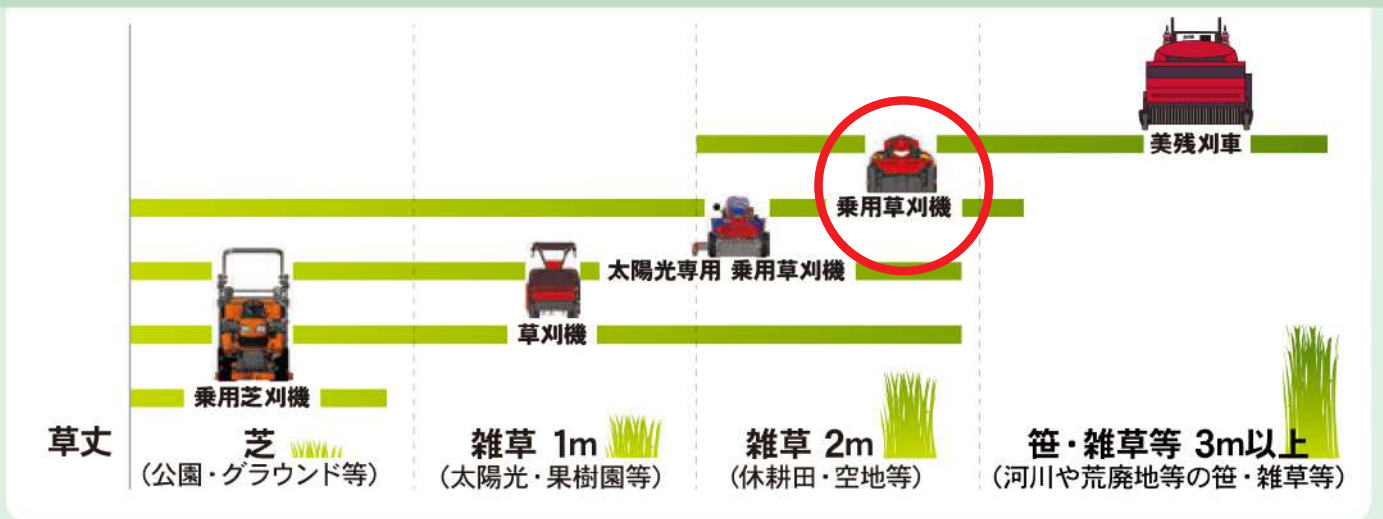 美残刈車
乗用草刈機
太陽光専用 乗用草刈機
草刈機
乗用芝刈機
草丈
芝
(公園・グラウンド等)
雑草 1m
(太陽光・果樹園等)
雑草 2m
(休耕田・空地等)
笹・雑草等 3m以上
(河川や荒廃地等の笹・雑草等)